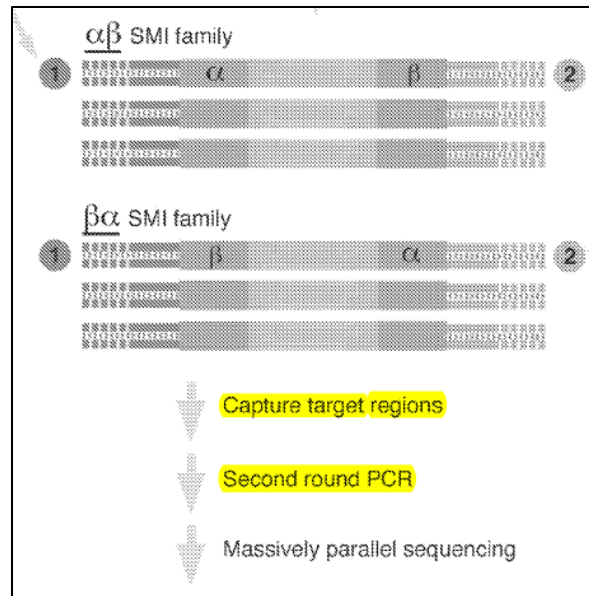 αβ SMI family
1 α β 2
βα SMI family
1 β α 2
Capture target regions
Second round PCR
Massively parallel sequencing